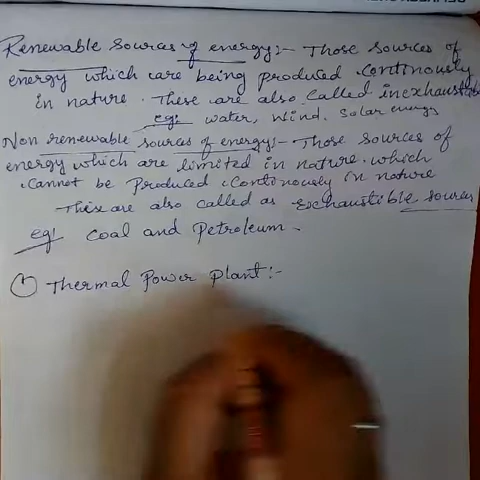 Renewable sources of energy:- Those sources of
energy which are being produced continously
in nature. These are also called inexhaustible
eg: water, wind, solar energy
Non renewable sources of energy:- Those sources of
energy which are limited in nature. which
cannot be produced continously in nature
These are also called as exchaustible sources
eg: Coal and Petroleum.
① Thermal Power Plant:-